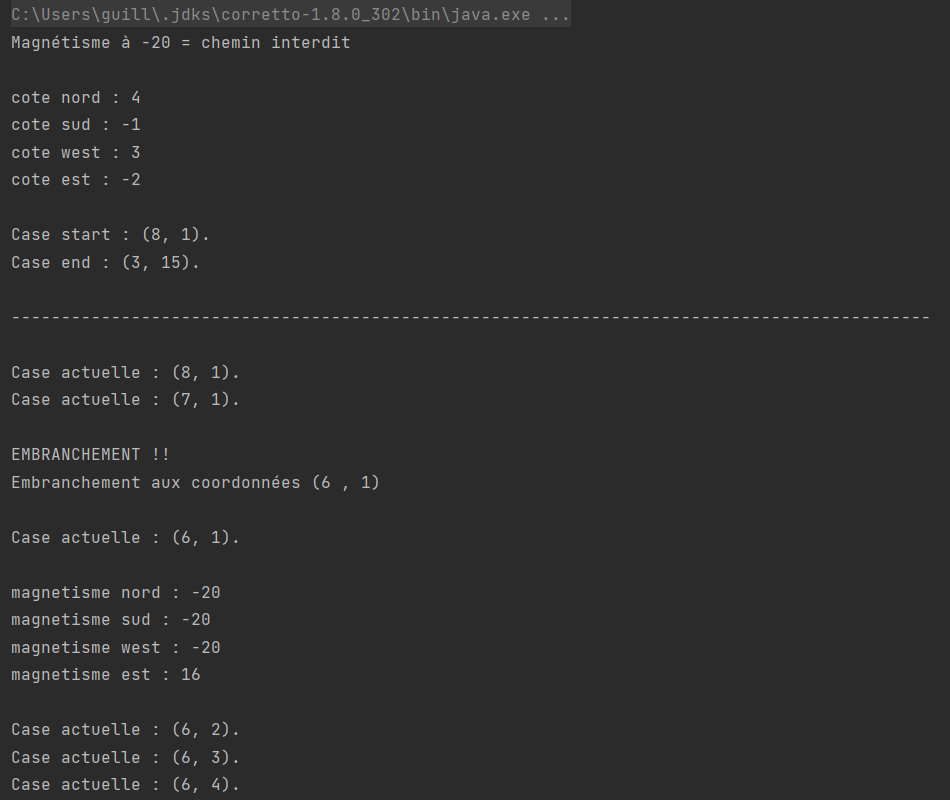 C:\Users\guill\.jdks\corretto-1.8.0_302\bin\java.exe ...
Magnétisme à -20 = chemin interdit
cote nord : 4
cote sud : -1
cote west : 3
cote est : -2
Case start : (8, 1).
Case end : (3, 15).
--------------------------------------------------------------------------------------------
Case actuelle : (8, 1).
Case actuelle : (7, 1).
EMBRANCHEMENT !!
Embranchement aux coordonnées (6 , 1)
Case actuelle : (6, 1).
magnetisme nord : -20
magnetisme sud : -20
magnetisme west : -20
magnetisme est : 16
Case actuelle : (6, 2).
Case actuelle : (6, 3).
Case actuelle : (6, 4).